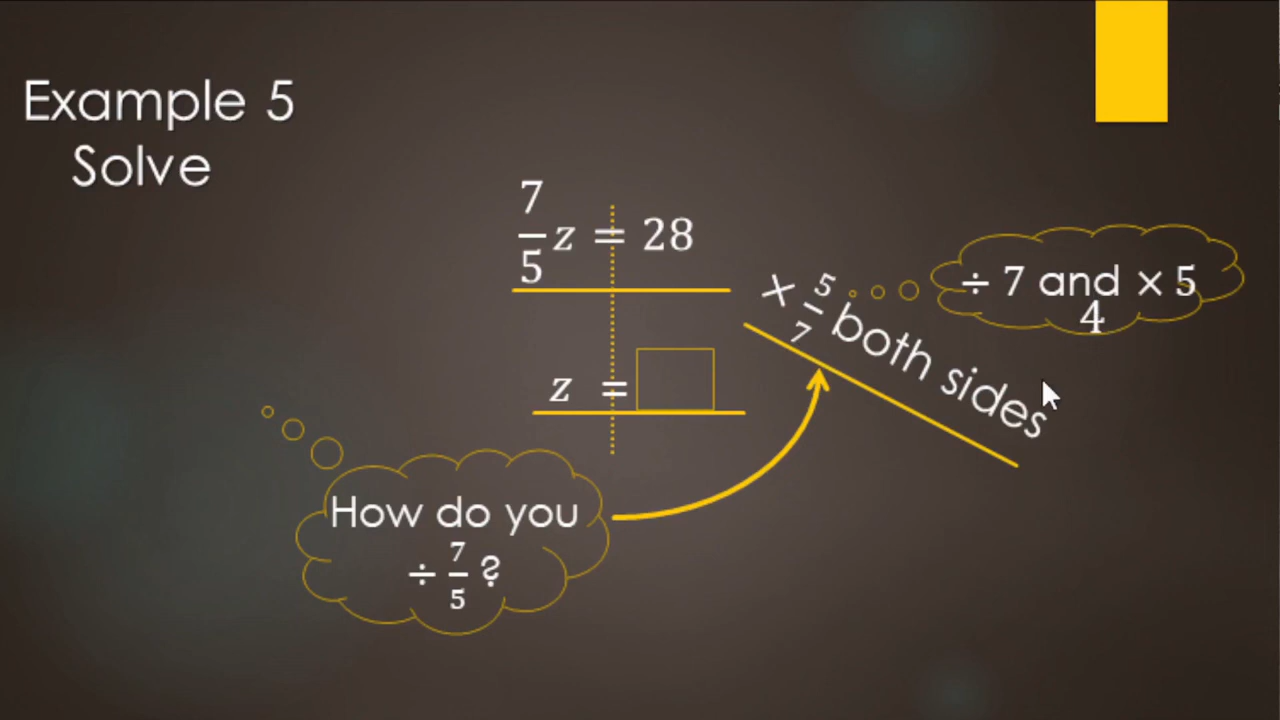 Example 5
Solve
7/5 z = 28
÷ 7 and × 5
4
× 5/7 both sides
z =
How do you
÷ 7/5 ?